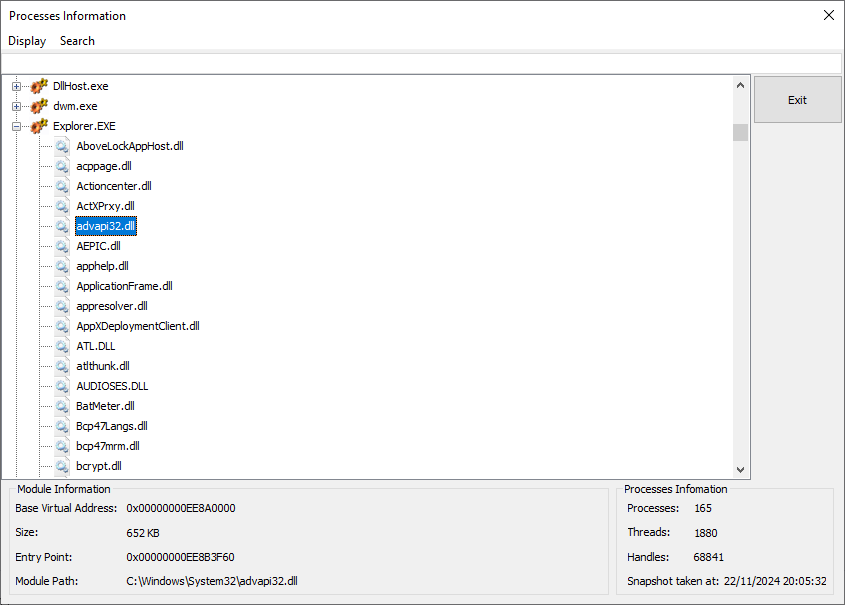 Processes Information
Display Search
DllHost.exe
dwm.exe
Explorer.EXE
AboveLockAppHost.dll
acppage.dll
Actioncenter.dll
ActXPrxy.dll
advapi32.dll
AEPIC.dll
apphelp.dll
ApplicationFrame.dll
appresolver.dll
AppXDeploymentClient.dll
ATL.DLL
atlthunk.dll
AUDIOSES.DLL
BatMeter.dll
Bcp47Langs.dll
bcp47mrm.dll
bcrypt.dll
Exit
Module Information
Base Virtual Address: 0x00000000EE8A0000
Size: 652 KB
Entry Point: 0x00000000EE8B3F60
Module Path: C:\Windows\System32\advapi32.dll
Processes Infomation
Processes: 165
Threads: 1880
Handles: 68841
Snapshot taken at: 22/11/2024 20:05:32